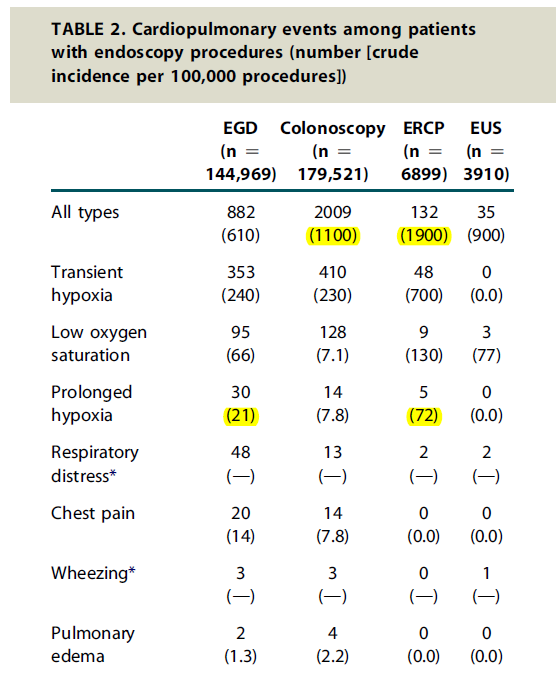 TABLE 2. Cardiopulmonary events among patients
with endoscopy procedures (number [crude
incidence per 100,000 procedures])
EGD Colonoscopy ERCP EUS
(n = (n = (n = (n =
144,969) 179,521) 6899) 3910)
All types 882 2009 132 35
(610) (1100) (1900) (900)
Transient 353 410 48 0
hypoxia (240) (230) (700) (0.0)
Low oxygen 95 128 9 3
saturation (66) (7.1) (130) (77)
Prolonged 30 14 5 0
hypoxia (21) (7.8) (72) (0.0)
Respiratory 48 13 2 2
distress* (—) (—) (—) (—)
Chest pain 20 14 0 0
(14) (7.8) (0.0) (0.0)
Wheezing* 3 3 0 1
(—) (—) (—) (—)
Pulmonary 2 4 0 0
edema (1.3) (2.2) (0.0) (0.0)